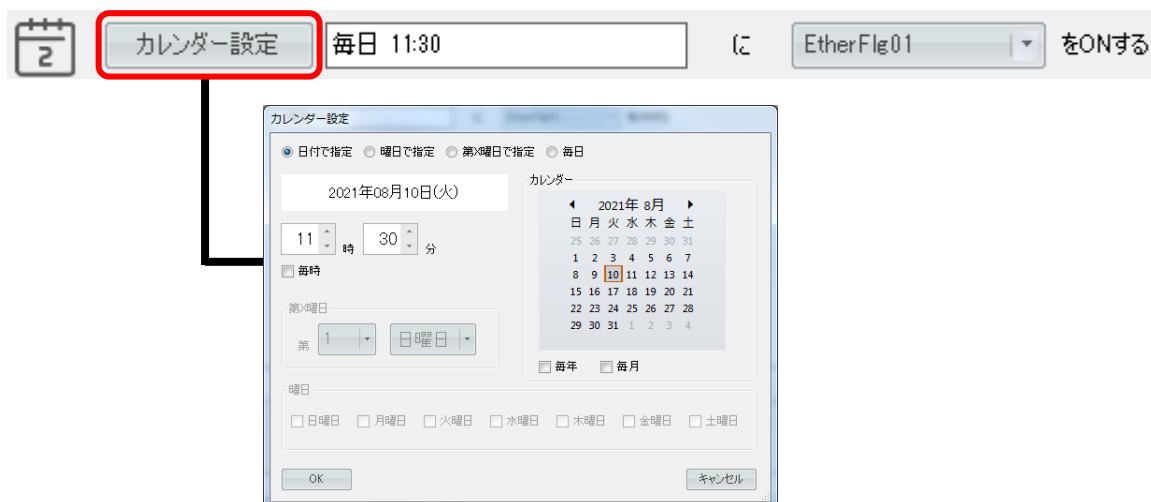 2 カレンダー設定 毎日 11:30 に EtherFlg01 をONする
カレンダー設定
日付で指定 曜日で指定 第X曜日で指定 毎日
2021年08月10日(火)
11 時 30 分
毎時
第X曜日
第 1 日曜日
カレンダー
2021年 8月
日 月 火 水 木 金 土
25 26 27 28 29 30 31
1 2 3 4 5 6 7
8 9 10 11 12 13 14
15 16 17 18 19 20 21
22 23 24 25 26 27 28
29 30 31 1 2 3 4
毎年 毎月
曜日
日曜日 月曜日 火曜日 水曜日 木曜日 金曜日 土曜日
OK キャンセル